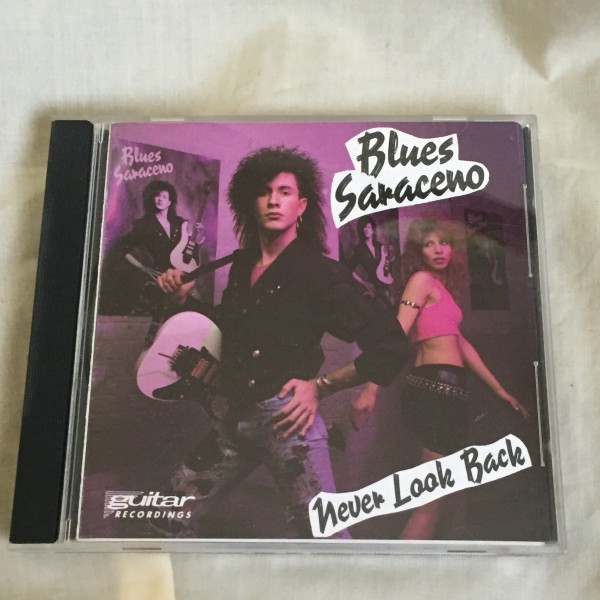 Blues
Saraceno
Blues
Saraceno
guitar
RECORDINGS
Never Look Back